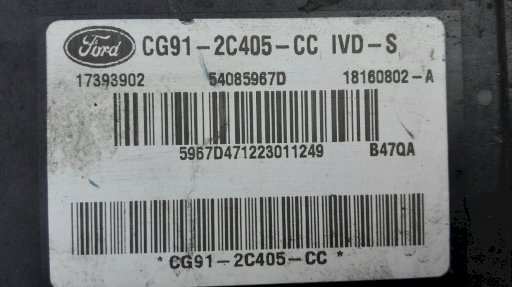 Ford CG91-2C405-CC IVD-S
17393902 54085967D 18160802-A
5967D471223011249 B47QA
*CG91-2C405-CC*